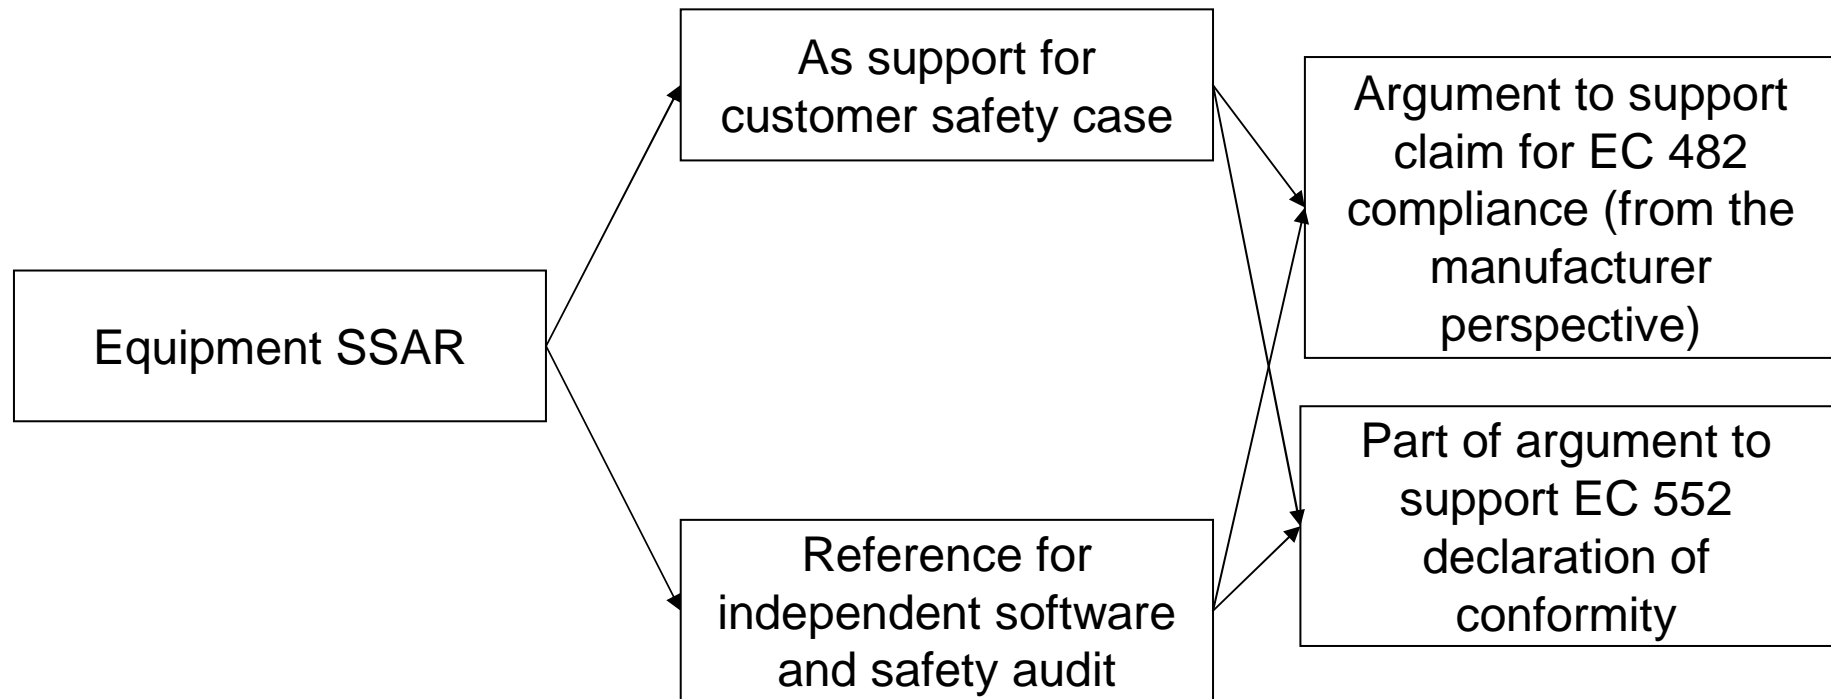 Equipment SSAR
As support for
customer safety case
Reference for
independent software
and safety audit
Argument to support
claim for EC 482
compliance (from the
manufacturer
perspective)
Part of argument to
support EC 552
declaration of
conformity